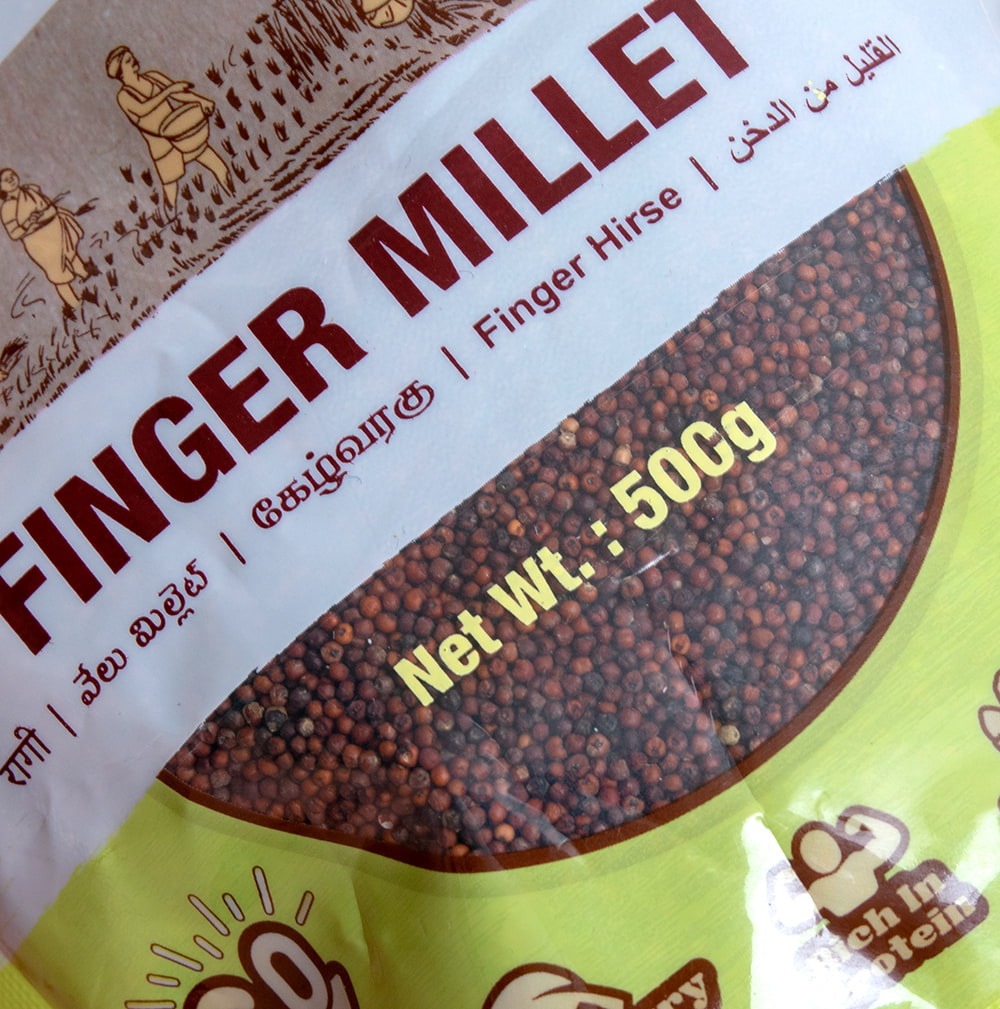 FINGER MILLET
रागी | వేలు మిల్లెట్ | கேழ்வரகு | Finger Hirse | القليل من الدخن
Net Wt. : 500g
Rich In
Protein